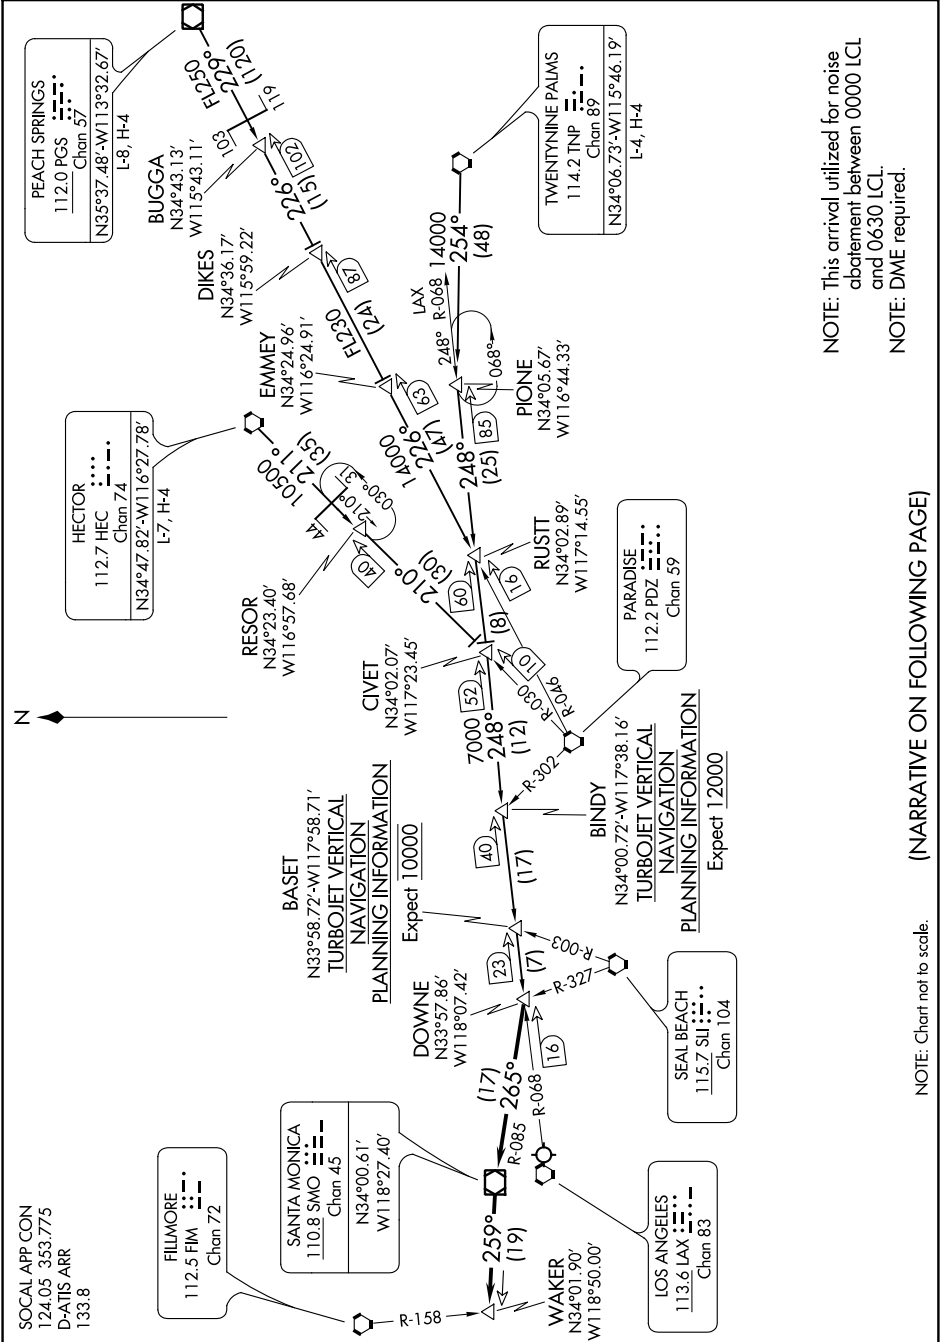 SOCAL APP CON
124.05 353.775
D-ATIS ARR
133.8
FILLMORE
112.5 FIM
Chan 72
SANTA MONICA
110.8 SMO
Chan 45
N34°00.61'
W118°27.40'
R-158
WAKER
N34°01.90'
W118°50.00'
259°
(19)
LOS ANGELES
113.6 LAX
Chan 83
R-085
R-068
265°
(17)
16
DOWNE
N33°57.86'
W118°07.42'
SEAL BEACH
115.7 SLI
Chan 104
R-327
R-003
(7)
23
BASET
N33°58.72'-W117°58.71'
TURBOJET VERTICAL
NAVIGATION
PLANNING INFORMATION
Expect 10000
(17)
40
BINDY
N34°00.72'-W117°38.16'
TURBOJET VERTICAL
NAVIGATION
PLANNING INFORMATION
Expect 12000
7000
248°
(12)
52
R-302
R-030
R-046
10
16
PARADISE
112.2 PDZ
Chan 59
N
CIVET
N34°02.07'
W117°23.45'
(8)
60
RUSTT
N34°02.89'
W117°14.55'
RESOR
N34°23.40'
W116°57.68'
210°
(30)
40
44
31
210°
030°
10500
211°
(35)
HECTOR
112.7 HEC
Chan 74
N34°47.82'-W116°27.78'
L-7, H-4
14000
226°
(47)
63
EMMEY
N34°24.96'
W116°24.91'
FL230
(24)
87
DIKES
N34°36.17'
W115°59.22'
226°
(15)
102
BUGGA
N34°43.13'
W115°43.11'
103
119
FL250
229°
(120)
PEACH SPRINGS
112.0 PGS
Chan 57
N35°37.48'-W113°32.67'
L-8, H-4
248°
(25)
85
PIONE
N34°05.67'
W116°44.33'
LAX
248° R-068
068°
14000
254°
(48)
TWENTYNINE PALMS
114.2 TNP
Chan 89
N34°06.73'-W115°46.19'
L-4, H-4
NOTE: This arrival utilized for noise
abatement between 0000 LCL
and 0630 LCL.
NOTE: DME required.
NOTE: Chart not to scale.
(NARRATIVE ON FOLLOWING PAGE)